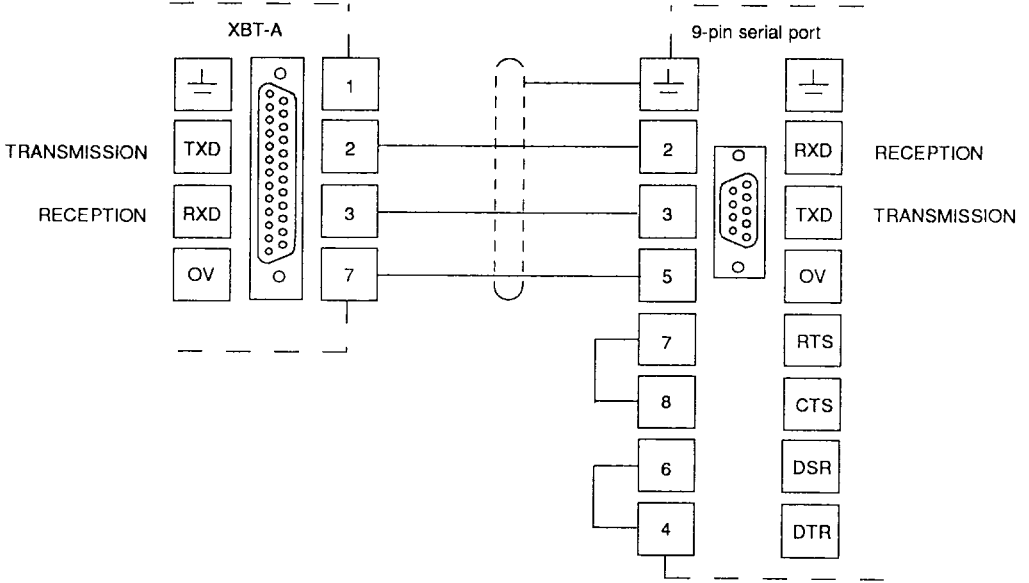 XBT-A
9-pin serial port
1
TRANSMISSION TXD 2 2 RXD RECEPTION
RECEPTION RXD 3 3 TXD TRANSMISSION
OV 7 5 OV
7 RTS
8 CTS
6 DSR
4 DTR